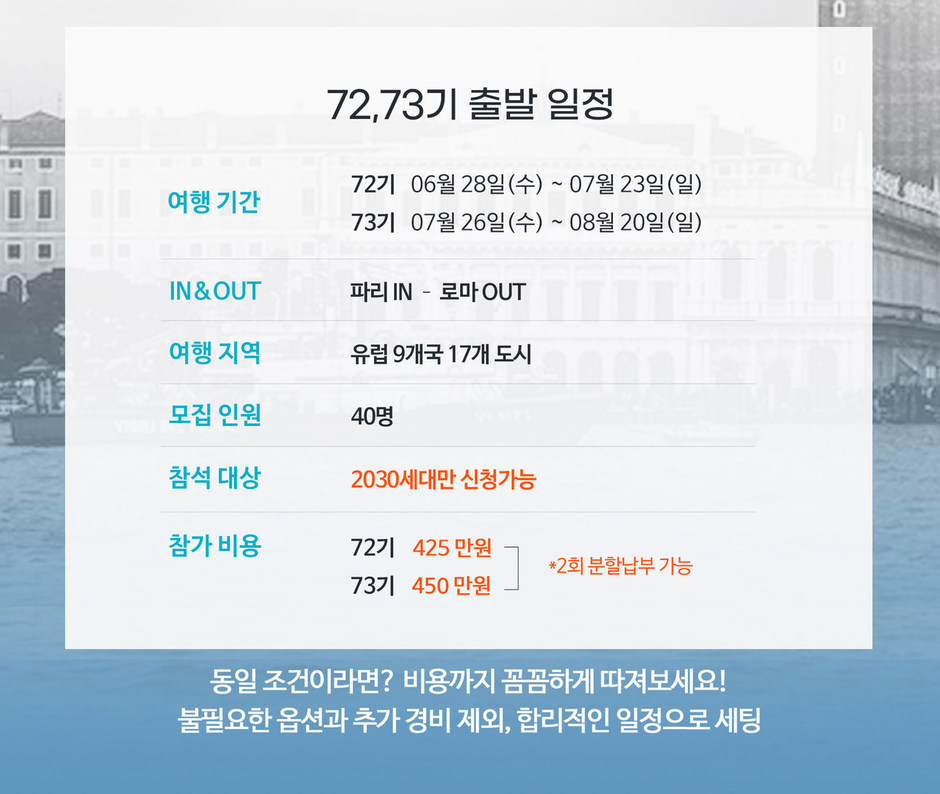 72,73기 출발 일정
여행 기간
72기 06월 28일(수) ~ 07월 23일(일)
73기 07월 26일(수) ~ 08월 20일(일)
IN&OUT 파리 IN - 로마 OUT
여행 지역 유럽 9개국 17개 도시
모집 인원 40명
참석 대상 2030세대만 신청가능
참가 비용 72기 425 만원
73기 450 만원
*2회 분할납부 가능
동일 조건이라면? 비용까지 꼼꼼하게 따져보세요!
불필요한 옵션과 추가 경비 제외, 합리적인 일정으로 세팅